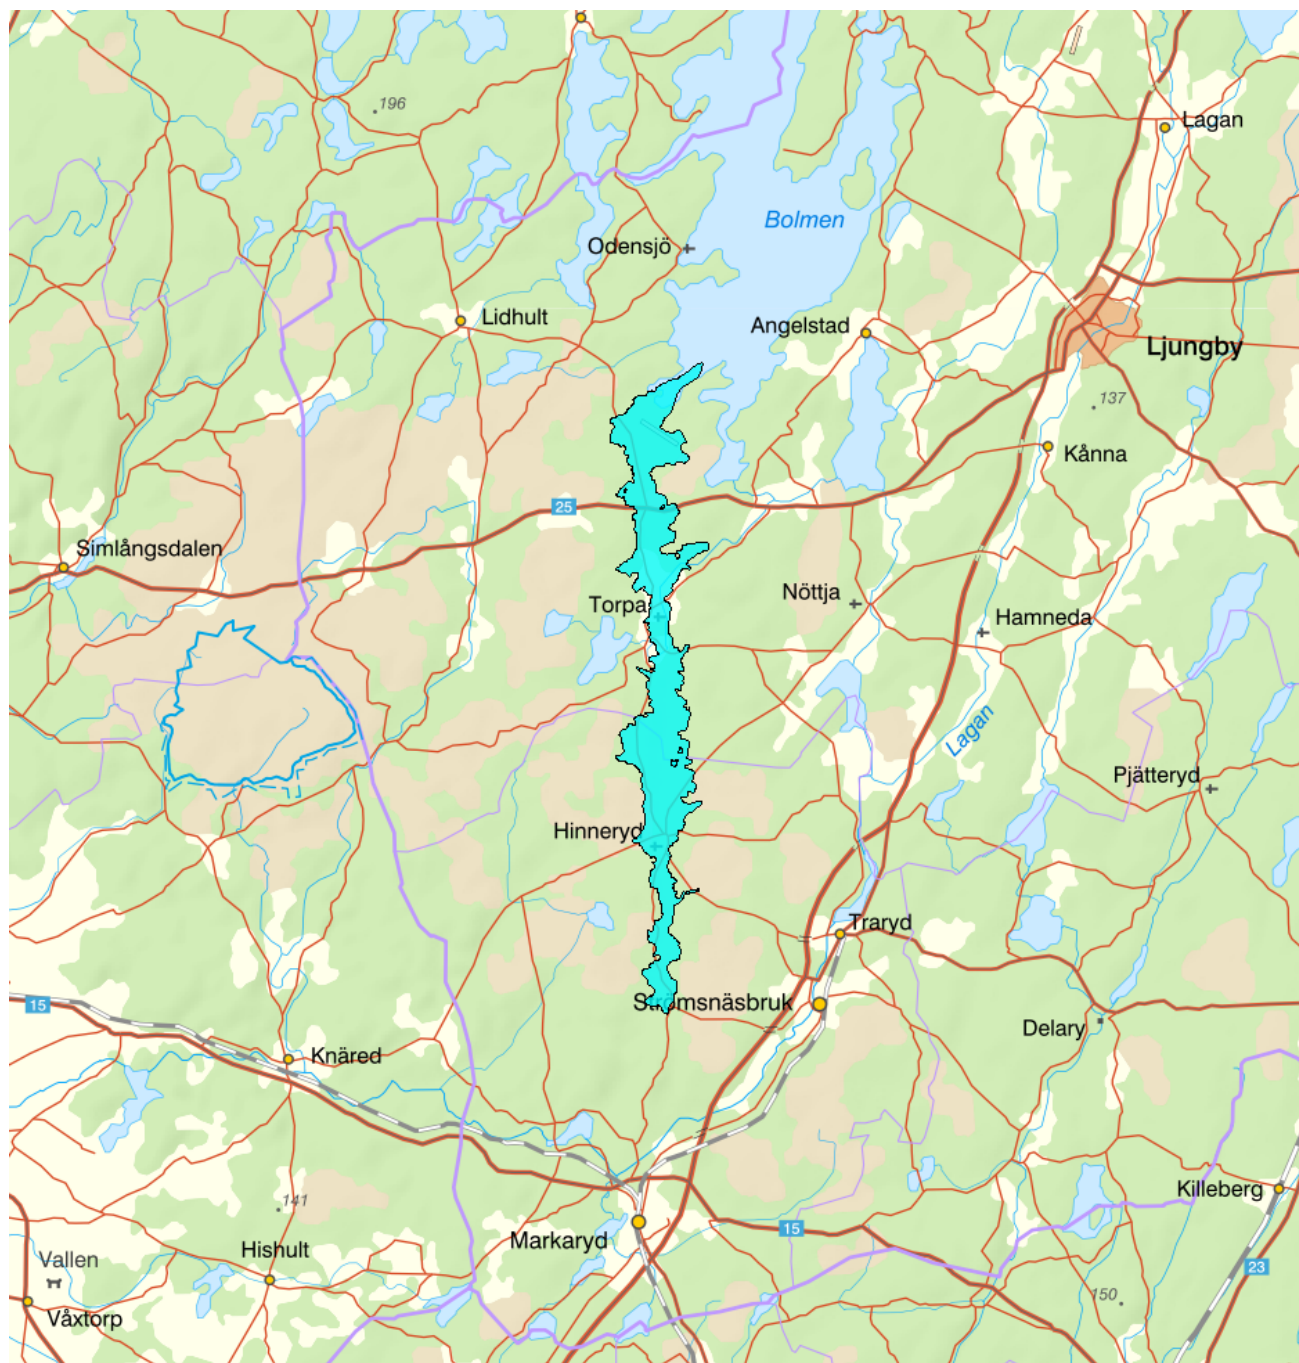 196
Lagan
Bolmen
Odensjö
Lidhult
Angelstad
Ljungby
137
Kånna
25
Simlångsdalen
Torpa
Nöttja
Hamneda
Lagan
Pjätteryd
Hinneryd
Traryd
15
Strömsnäsbruk
Delary
Knäred
Killeberg
141
15
Markaryd
Hishult
Vallen
23
150
Våxtorp